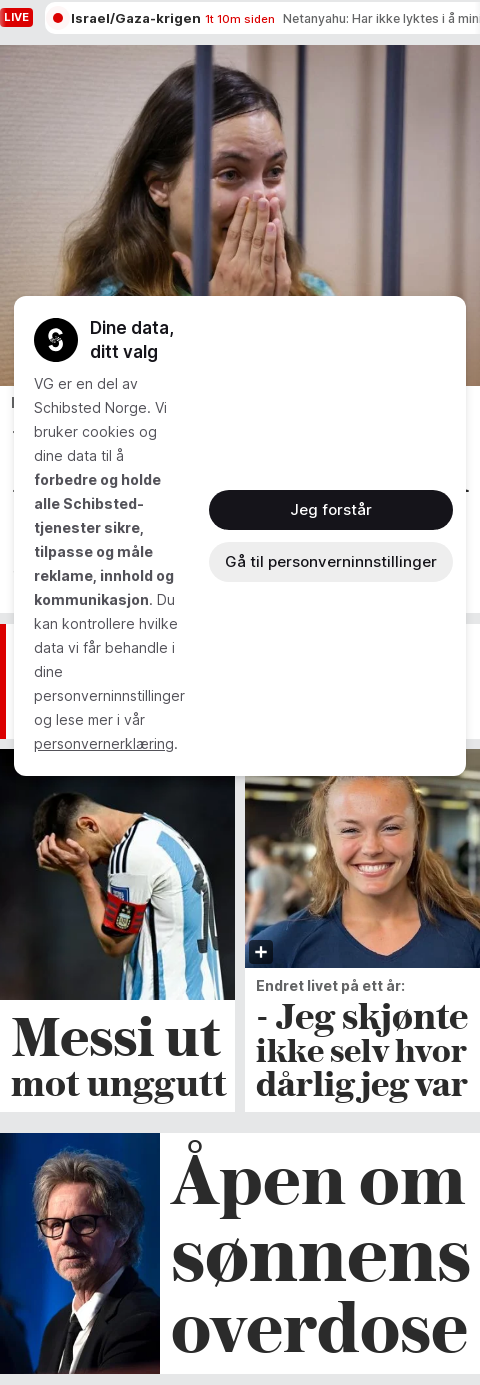 LIVE
Israel/Gaza-krigen 1t 10m siden Netanyahu: Har ikke lyktes i å
Dine data,
ditt valg
VG er en del av
Schibsted Norge. Vi
bruker cookies og
dine data til å
forbedre og holde
alle Schibsted-
tjenester sikre,
tilpasse og måle
reklame, innhold og
kommunikasjon. Du
kan kontrollere hvilke
data vi får behandle i
dine
personverninnstillinger
og lese mer i vår
personvernerklæring.
Jeg forstår
Gå til personverninnstillinger
Messi ut
mot unggutt
Endret livet på ett år:
- Jeg skjønte
ikke selv hvor
dårlig jeg var
Åpen om
sønnens
overdose